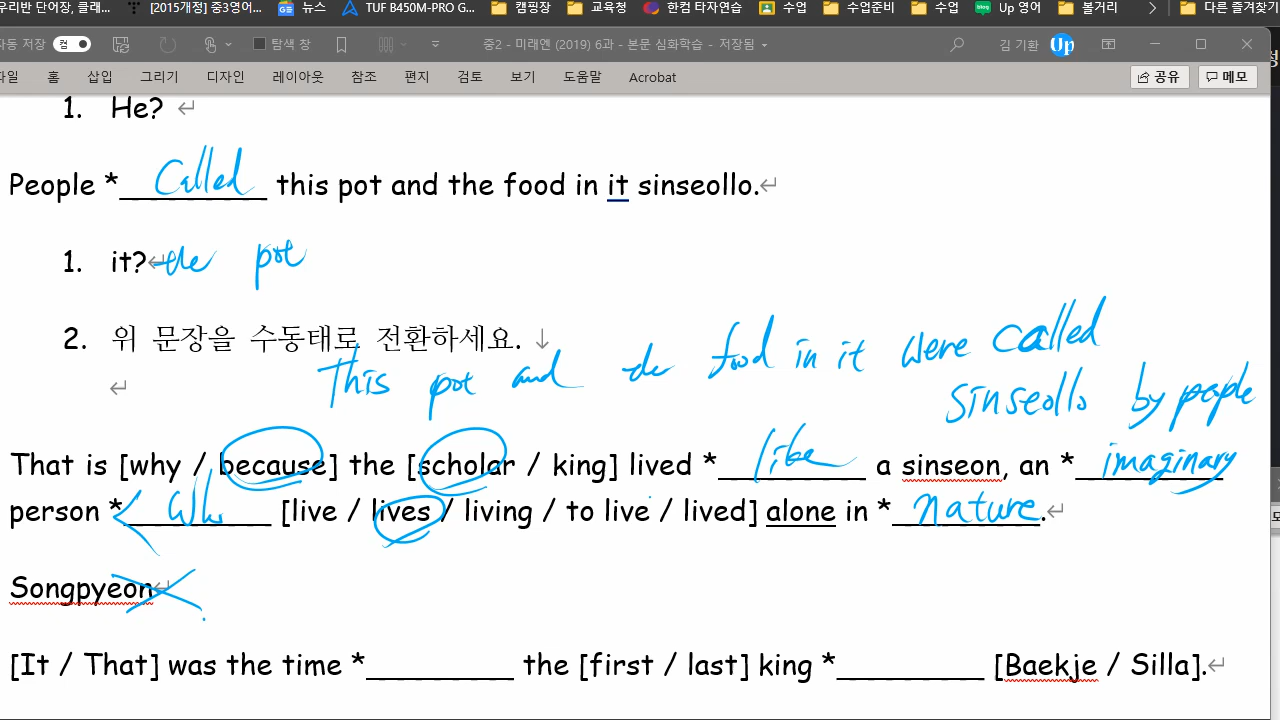 우리반 단어장, 클래... [2015개정] 중3영어... 뉴스 TUF B450M-PRO G... 캠핑장 교육청 한컴 타자연습 수업 수업준비 수업 Up 영어 볼거리 다른 즐겨찾기
자동 저장 컴 탐색 창 중2 - 미래엔 (2019) 6과 - 본문 심화학습 - 저장됨 김 기환 Up
파일 홈 삽입 그리기 디자인 레이아웃 참조 편지 검토 보기 도움말 Acrobat 공유 메모
1. He?
People * Called this pot and the food in it sinseollo.
1. it? the pot
2. 위 문장을 수동태로 전환하세요.
This pot and the food in it were called
sinseollo by people
That is [why / because] the [scholar / king] lived * like a sinseon, an * imaginary
person * who [live / lives / living / to live / lived] alone in * nature.
Songpyeon
[It / That] was the time *_________ the [first / last] king *_________ [Baekje / Silla].